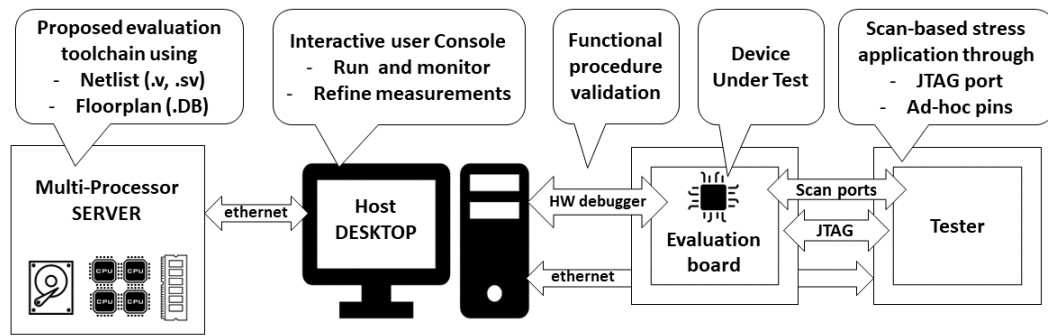 Proposed evaluation
toolchain using
- Netlist (.v, .sv)
- Floorplan (.DB)
Interactive user Console
- Run and monitor
- Refine measurements
Functional
procedure
validation
Device
Under Test
Scan-based stress
application through
- JTAG port
- Ad-hoc pins
Multi-Processor
SERVER
CPU
CPU
CPU
CPU
ethernet
Host
DESKTOP
HW debugger
ethernet
Evaluation
board
Scan ports
JTAG
Tester